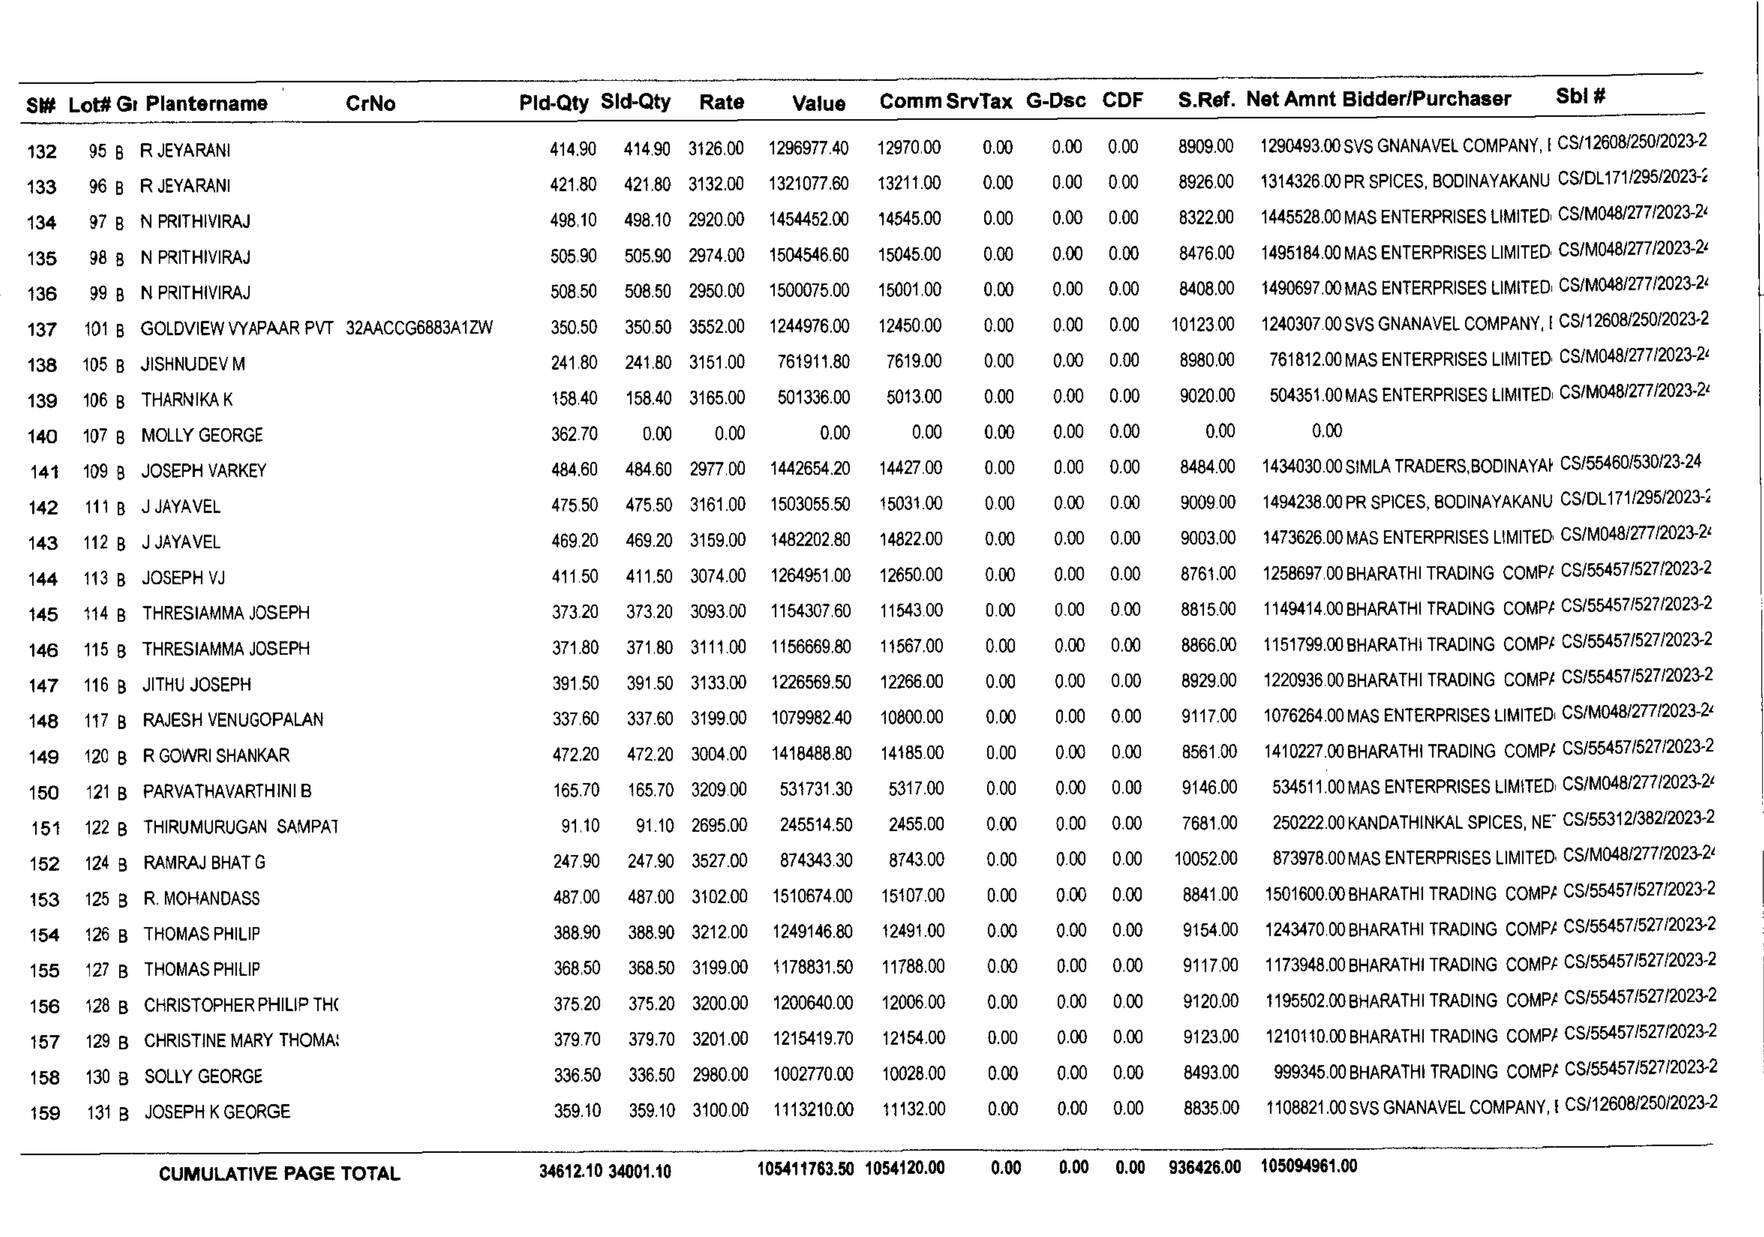 Sl# Lot# Gr Plantername CrNo Pld-Qty Sld-Qty Rate Value Comm SrvTax G-Dsc CDF S.Ref. Net Amnt Bidder/Purchaser Sbl #
132 95 B R JEYARANI 414.90 414.90 3126.00 1296977.40 12970.00 0.00 0.00 0.00 8909.00 1290493.00 SVS GNANAVEL COMPANY, CS/12608/250/2023-2
133 96 B R JEYARANI 421.80 421.80 3132.00 1321077.60 13211.00 0.00 0.00 0.00 8926.00 1314326.00 PR SPICES, BODINAYAKANU CS/DL171/295/2023-2
134 97 B N PRITHIVIRAJ 498.10 498.10 2920.00 1454452.00 14545.00 0.00 0.00 0.00 8322.00 1445528.00 MAS ENTERPRISES LIMITED CS/M048/277/2023-24
135 98 B N PRITHIVIRAJ 505.90 505.90 2974.00 1504546.60 15045.00 0.00 0.00 0.00 8476.00 1495184.00 MAS ENTERPRISES LIMITED CS/M048/277/2023-24
136 99 B N PRITHIVIRAJ 508.50 508.50 2950.00 1500075.00 15001.00 0.00 0.00 0.00 8408.00 1490697.00 MAS ENTERPRISES LIMITED CS/M048/277/2023-24
137 101 B GOLDVIEW VYAPAAR PVT 32AACCG6883A1ZW 350.50 350.50 3552.00 1244976.00 12450.00 0.00 0.00 0.00 10123.00 1240307.00 SVS GNANAVEL COMPANY, CS/12608/250/2023-2
138 105 B JISHNUDEV M 241.80 241.80 3151.00 761911.80 7619.00 0.00 0.00 0.00 8980.00 761812.00 MAS ENTERPRISES LIMITED CS/M048/277/2023-24
139 106 B THARNIKA K 158.40 158.40 3165.00 501336.00 5013.00 0.00 0.00 0.00 9020.00 504351.00 MAS ENTERPRISES LIMITED CS/M048/277/2023-24
140 107 B MOLLY GEORGE 362.70 0.00 0.00 0.00 0.00 0.00 0.00 0.00 0.00 0.00
141 109 B JOSEPH VARKEY 484.60 484.60 2977.00 1442654.20 14427.00 0.00 0.00 0.00 8484.00 1434030.00 SIMLA TRADERS,BODINAYAK CS/55460/530/23-24
142 111 B J JAYAVEL 475.50 475.50 3161.00 1503055.50 15031.00 0.00 0.00 0.00 9009.00 1494238.00 PR SPICES, BODINAYAKANU CS/DL171/295/2023-2
143 112 B J JAYAVEL 469.20 469.20 3159.00 1482202.80 14822.00 0.00 0.00 0.00 9003.00 1473626.00 MAS ENTERPRISES LIMITED CS/M048/277/2023-24
144 113 B JOSEPH VJ 411.50 411.50 3074.00 1264951.00 12650.00 0.00 0.00 0.00 8761.00 1258697.00 BHARATHI TRADING COMPA CS/55457/527/2023-2
145 114 B THRESIAMMA JOSEPH 373.20 373.20 3093.00 1154307.60 11543.00 0.00 0.00 0.00 8815.00 1149414.00 BHARATHI TRADING COMPA CS/55457/527/2023-2
146 115 B THRESIAMMA JOSEPH 371.80 371.80 3111.00 1156669.80 11567.00 0.00 0.00 0.00 8866.00 1151799.00 BHARATHI TRADING COMPA CS/55457/527/2023-2
147 116 B JITHU JOSEPH 391.50 391.50 3133.00 1226569.50 12266.00 0.00 0.00 0.00 8929.00 1220936.00 BHARATHI TRADING COMPA CS/55457/527/2023-2
148 117 B RAJESH VENUGOPALAN 337.60 337.60 3199.00 1079982.40 10800.00 0.00 0.00 0.00 9117.00 1076264.00 MAS ENTERPRISES LIMITED CS/M048/277/2023-24
149 120 B R GOWRI SHANKAR 472.20 472.20 3004.00 1418488.80 14185.00 0.00 0.00 0.00 8561.00 1410227.00 BHARATHI TRADING COMPA CS/55457/527/2023-2
150 121 B PARVATHAVARTHINI B 165.70 165.70 3209.00 531731.30 5317.00 0.00 0.00 0.00 9146.00 534511.00 MAS ENTERPRISES LIMITED CS/M048/277/2023-24
151 122 B THIRUMURUGAN SAMPAT 91.10 91.10 2695.00 245514.50 2455.00 0.00 0.00 0.00 7681.00 250222.00 KANDATHINKAL SPICES, NE CS/55312/382/2023-2
152 124 B RAMRAJ BHAT G 247.90 247.90 3527.00 874343.30 8743.00 0.00 0.00 0.00 10052.00 873978.00 MAS ENTERPRISES LIMITED CS/M048/277/2023-24
153 125 B R. MOHANDASS 487.00 487.00 3102.00 1510674.00 15107.00 0.00 0.00 0.00 8841.00 1501600.00 BHARATHI TRADING COMPA CS/55457/527/2023-2
154 126 B THOMAS PHILIP 388.90 388.90 3212.00 1249146.80 12491.00 0.00 0.00 0.00 9154.00 1243470.00 BHARATHI TRADING COMPA CS/55457/527/2023-2
155 127 B THOMAS PHILIP 368.50 368.50 3199.00 1178831.50 11788.00 0.00 0.00 0.00 9117.00 1173948.00 BHARATHI TRADING COMPA CS/55457/527/2023-2
156 128 B CHRISTOPHER PHILIP TH 375.20 375.20 3200.00 1200640.00 12006.00 0.00 0.00 0.00 9120.00 1195502.00 BHARATHI TRADING COMPA CS/55457/527/2023-2
157 129 B CHRISTINE MARY THOMA 379.70 379.70 3201.00 1215419.70 12154.00 0.00 0.00 0.00 9123.00 1210110.00 BHARATHI TRADING COMPA CS/55457/527/2023-2
158 130 B SOLLY GEORGE 336.50 336.50 2980.00 1002770.00 10028.00 0.00 0.00 0.00 8493.00 999345.00 BHARATHI TRADING COMPA CS/55457/527/2023-2
159 131 B JOSEPH K GEORGE 359.10 359.10 3100.00 1113210.00 11132.00 0.00 0.00 0.00 8835.00 1108821.00 SVS GNANAVEL COMPANY, CS/12608/250/2023-2
CUMULATIVE PAGE TOTAL 34612.10 34001.10 105411763.50 1054120.00 0.00 0.00 0.00 936426.00 105094961.00